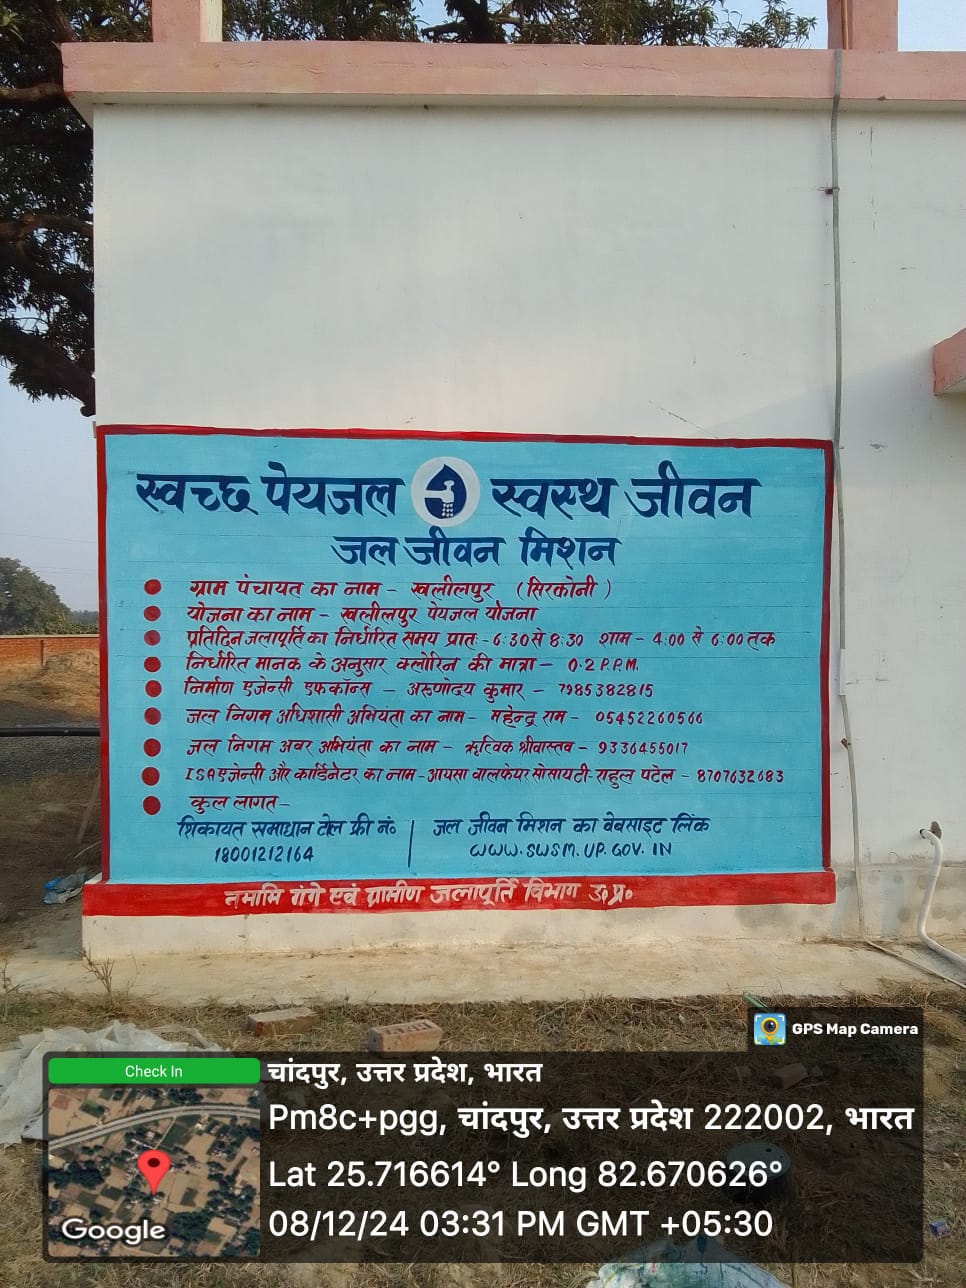 स्वच्छ पेयजल स्वस्थ जीवन
जल जीवन मिशन
ग्राम पंचायत का नाम - खलीलपुर (सिरकोनी)
योजना का नाम - खलीलपुर पेयजल योजना
प्रतिदिन जलापूर्ति का निर्धारित समय प्रातः - 6:30 से 8:30 शाम - 4:00 से 6:00 तक
निर्धारित मानक के अनुसार क्लोरिन की मात्रा - 0.2 P.P.M.
निर्माण एजेन्सी एफकॉन्स - अरुणोदय कुमार - 7985382815
जल निगम अधिशासी अभियंता का नाम - महेन्द्र राम - 05452260566
जल निगम अवर अभियंता का नाम - ऋत्विक श्रीवास्तव - 9336455017
ISA एजेन्सी और कार्डिनेटर का नाम - आयसा वालफेयर सोसायटी - राहुल पटेल - 8707632683
कुल लागत -
शिकायत समाधान टोल फ्री नं० | जल जीवन मिशन का वेबसाइट लिंक
18001212164 WWW.SWSM.UP.GOV.IN
नमामि गंगे एवं ग्रामीण जलापूर्ति विभाग उ०प्र०
GPS Map Camera
Check In
चांदपुर, उत्तर प्रदेश, भारत
Pm8c+pgg, चांदपुर, उत्तर प्रदेश 222002, भारत
Lat 25.716614° Long 82.670626°
08/12/24 03:31 PM GMT +05:30
Google